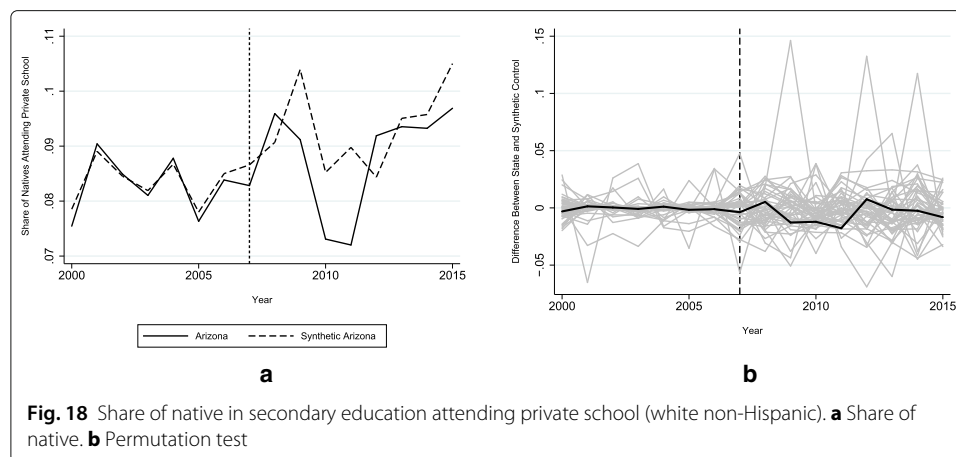 Share of Natives Attending Private School
.11
.1
.09
.08
.07
2000
2005
2010
2015
Year
Arizona
Synthetic Arizona
a
Difference Between State and Synthetic Control
.15
.1
.05
0
-.05
2000
2005
2010
2015
Year
b
Fig. 18 Share of native in secondary education attending private school (white non-Hispanic). a Share of
native. b Permutation test